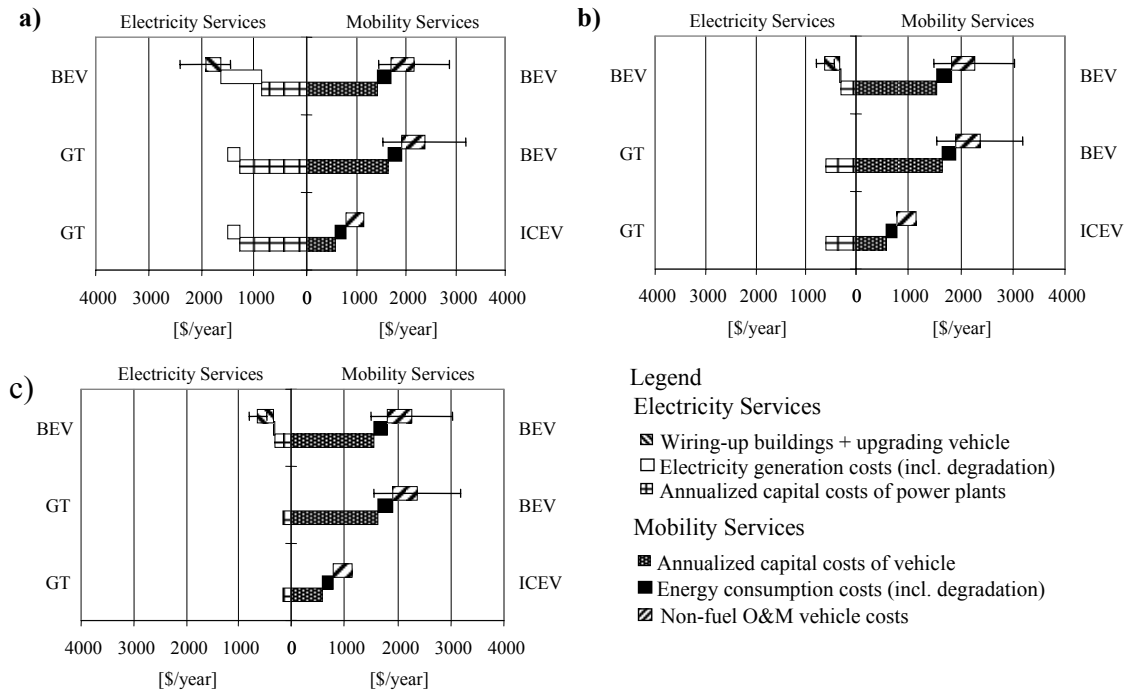 a)
Electricity Services Mobility Services
BEV BEV
GT BEV
GT ICEV
4000 3000 2000 1000 0 1000 2000 3000 4000
[$/year] [$/year]
b)
Electricity Services Mobility Services
BEV BEV
GT BEV
GT ICEV
4000 3000 2000 1000 0 1000 2000 3000 4000
[$/year] [$/year]
c)
Electricity Services Mobility Services
BEV BEV
GT BEV
GT ICEV
4000 3000 2000 1000 0 1000 2000 3000 4000
[$/year] [$/year]
Legend
Electricity Services
Wiring-up buildings + upgrading vehicle
Electricity generation costs (incl. degradation)
Annualized capital costs of power plants
Mobility Services
Annualized capital costs of vehicle
Energy consumption costs (incl. degradation)
Non-fuel O&M vehicle costs